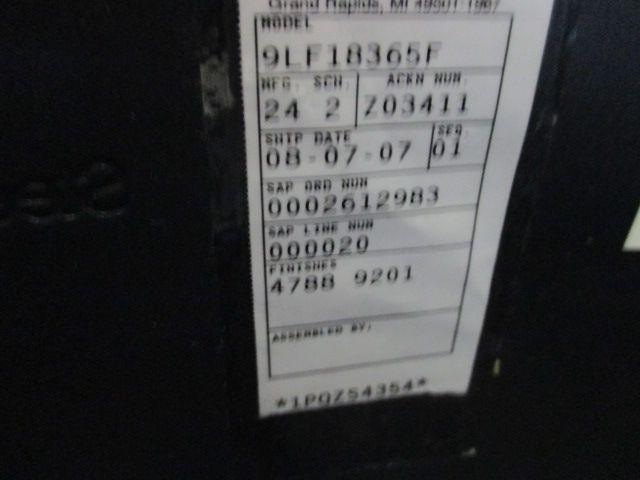 Grand Rapids, MI 49501-1967
MODEL
9LF18365F
MFG. SCH. ACKN NUM.
24 2 Z03411
SHIP DATE SEQ.
08-07-07 01
SAP ORD NUM
0002612983
SAP LINE NUM
000020
FINISHES
4788 9201
ASSEMBLED BY:
*1PQZ54354*